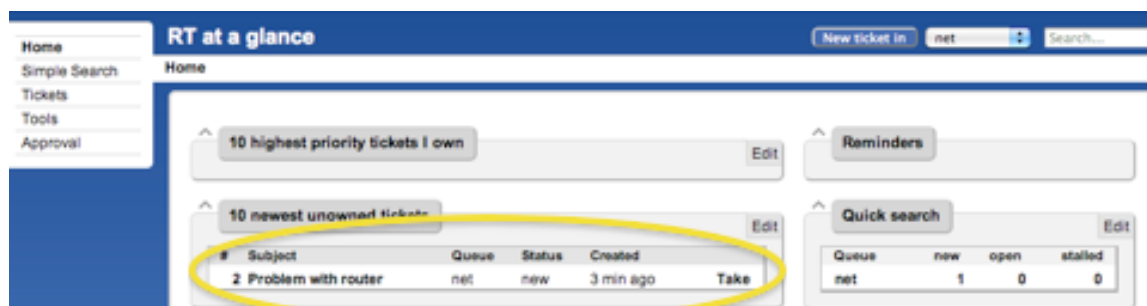 RT at a glance
New ticket in net Search...
Home
Home
Simple Search
Tickets
Tools
Approval
10 highest priority tickets I own
Edit
10 newest unowned tickets
Edit
# Subject Queue Status Created
2 Problem with router net new 3 min ago Take
Reminders
Quick search
Edit
Queue new open stalled
net 1 0 0